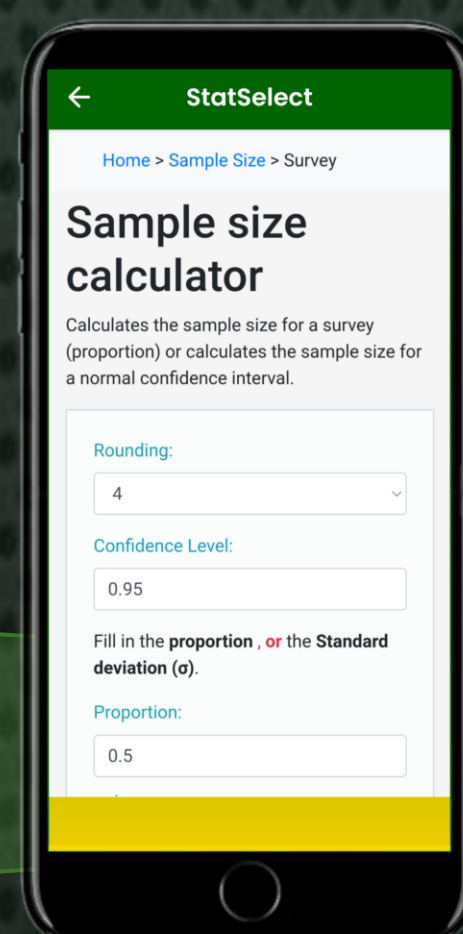 StatSelect
Home > Sample Size > Survey
Sample size
calculator
Calculates the sample size for a survey
(proportion) or calculates the sample size for
a normal confidence interval.
Rounding:
4
Confidence Level:
0.95
Fill in the proportion , or the Standard
deviation (σ).
Proportion:
0.5